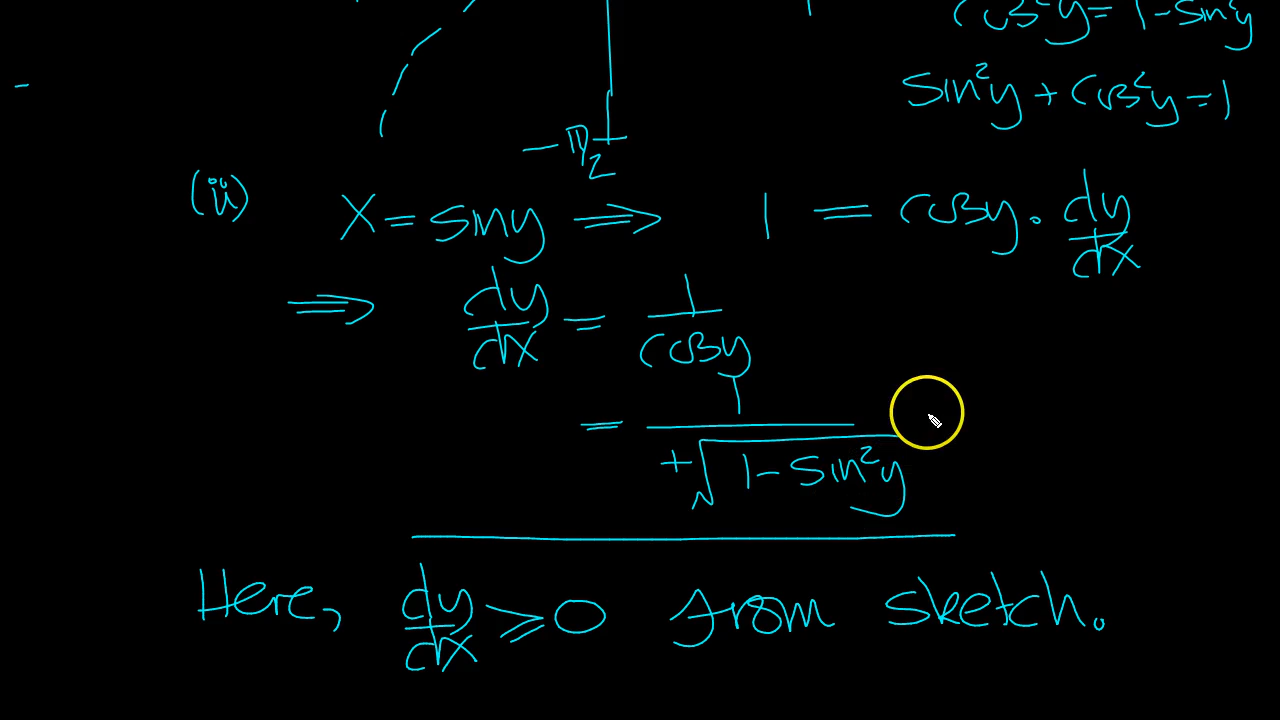 cos²y = 1 - sin²y
sin²y + cos²y = 1
- π/2
(ii) x = sin y ⟹ 1 = cos y . dy/dx
⟹ dy/dx = 1/cos y
= 1/+√(1 - sin²y)
Here, dy/dx ≥ 0 from sketch.